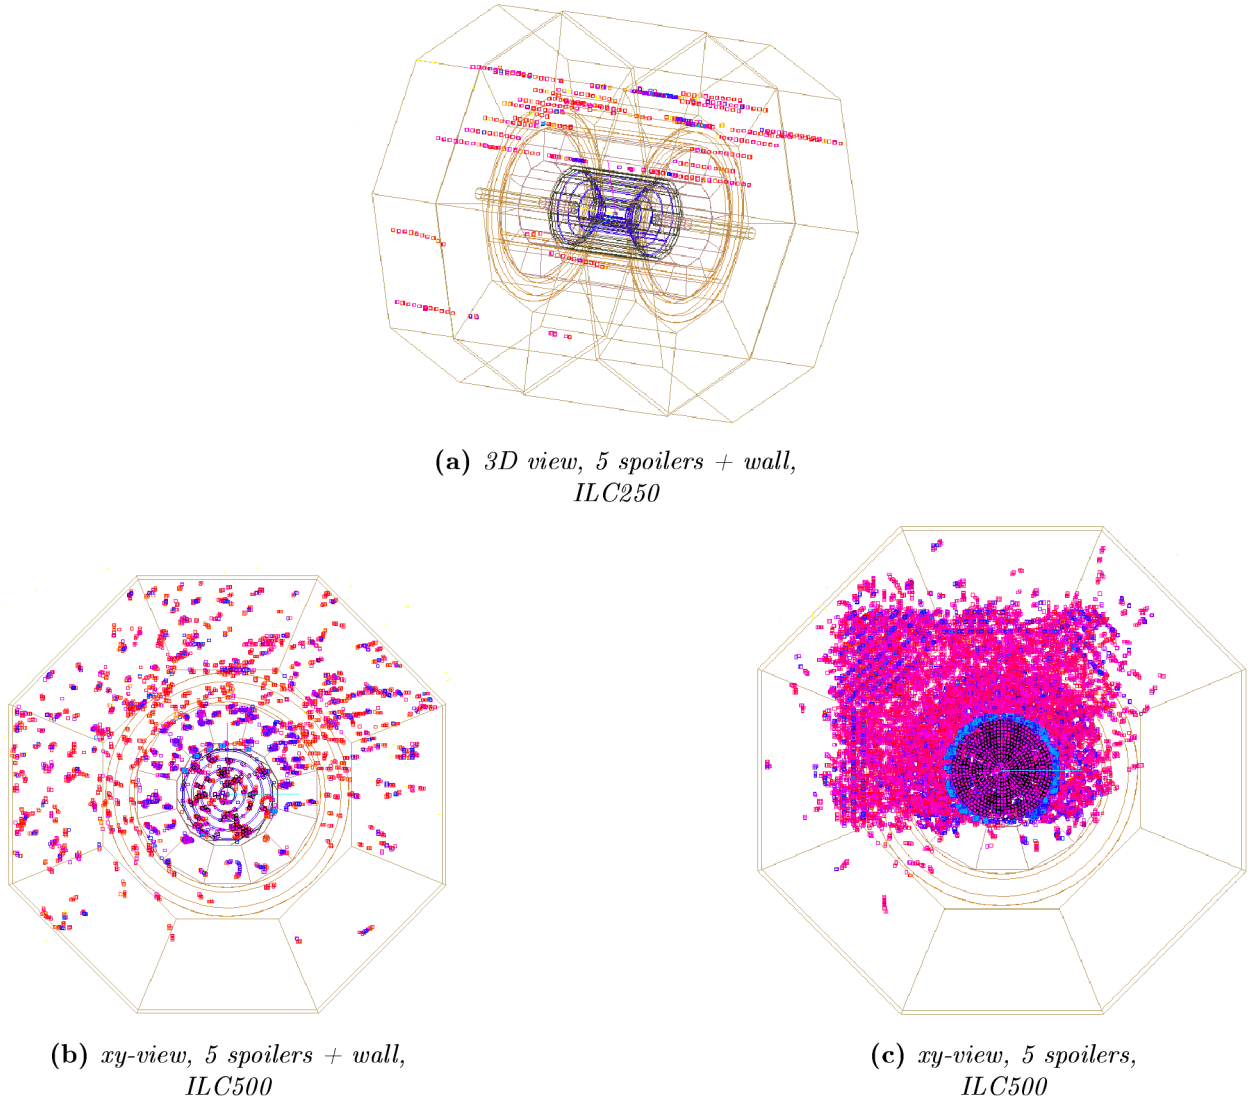 (a) 3D view, 5 spoilers + wall,
ILC250
(b) xy-view, 5 spoilers + wall,
ILC500
(c) xy-view, 5 spoilers,
ILC500